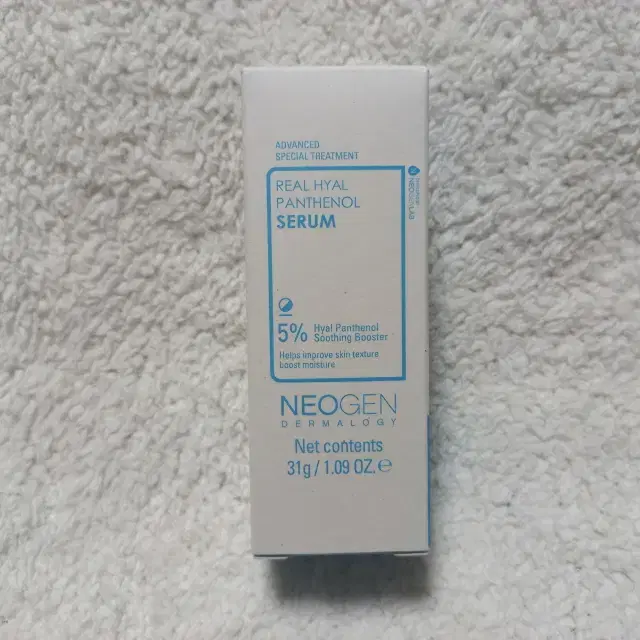 ADVANCED
SPECIAL TREATMENT
REAL HYAL
PANTHENOL
SERUM
5% Hyal Panthenol
Soothing Booster
Helps improve skin texture
boost moisture
NEOGEN
DERMALOGY
Net contents
31g / 1.09 OZ. ℮